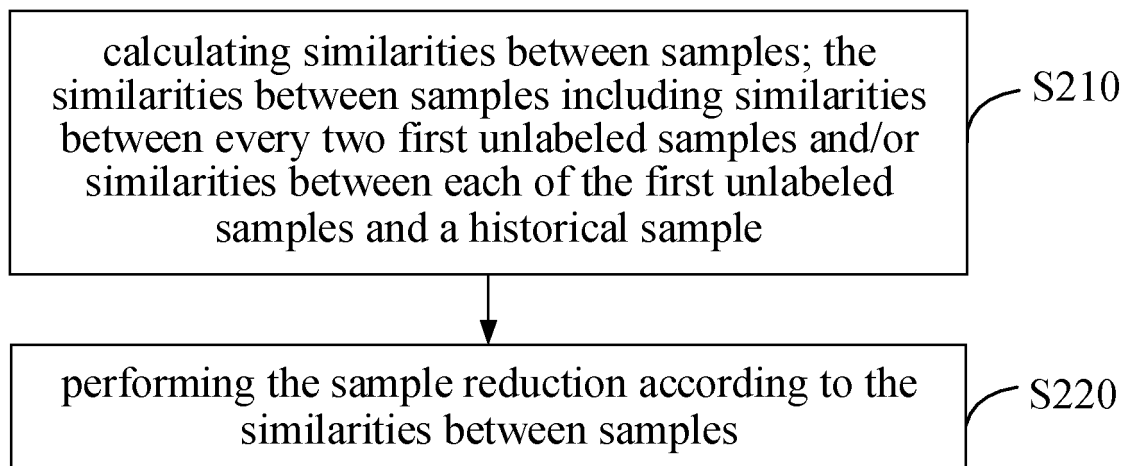 calculating similarities between samples; the
similarities between samples including similarities
between every two first unlabeled samples and/or
similarities between each of the first unlabeled
samples and a historical sample
S210
performing the sample reduction according to the
similarities between samples
S220